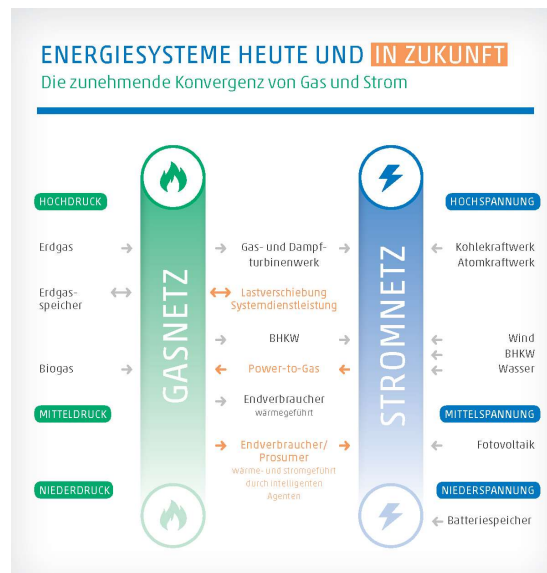 ENERGIESYSTEME HEUTE UND IN ZUKUNFT
Die zunehmende Konvergenz von Gas und Strom
HOCHDRUCK
HOCHSPANNUNG
Erdgas
Gas- und Dampf-
turbinenwerk
Kohlekraftwerk
Atomkraftwerk
Erdgas-
speicher
Lastverschiebung
Systemdienstleistung
GASNETZ
STROMNETZ
BHKW
Wind
BHKW
Wasser
Biogas
Power-to-Gas
Endverbraucher
wärmegeführt
MITTELDRUCK
MITTELSPANNUNG
Endverbraucher/
Prosumer
wärme- und stromgeführt
durch intelligenten
Agenten
Fotovoltaik
NIEDERDRUCK
NIEDERSPANNUNG
Batteriespeicher